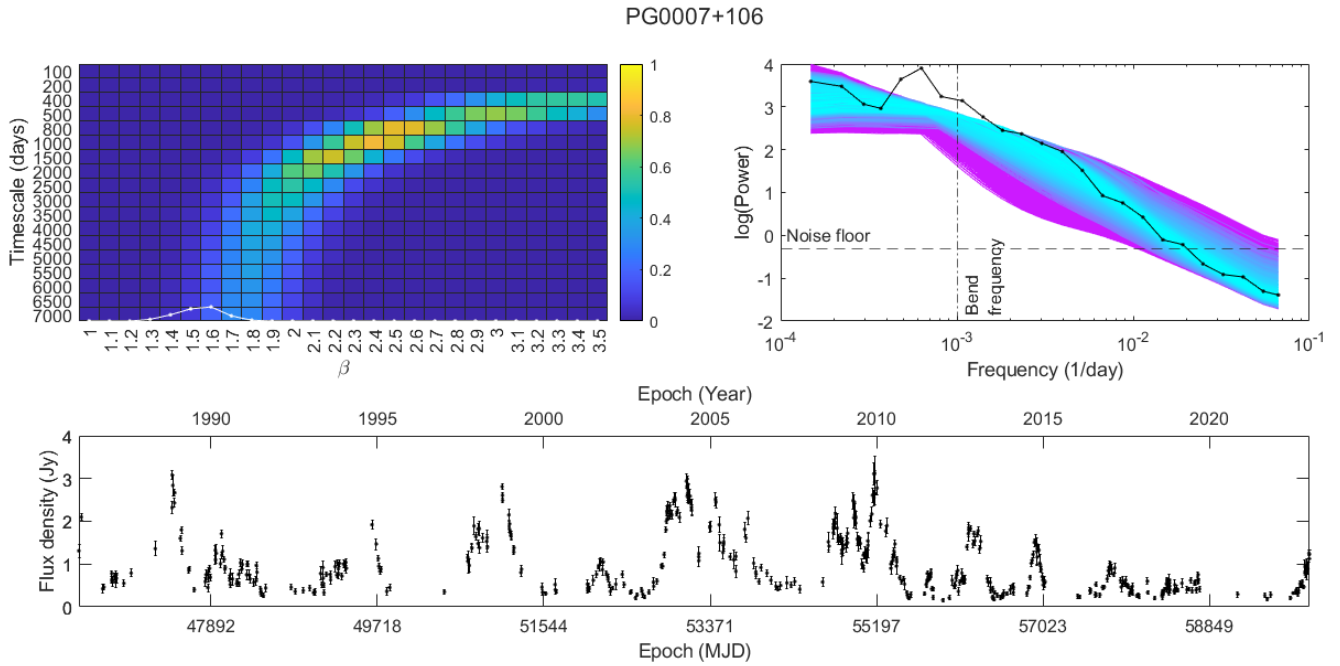 PG0007+106
100
200
400
500
800
1000
1500
2000
3000
3500
4000
4500
5000
5500
6000
6500
7000
Timescale (days)
1 1.1 1.2 1.3 1.4 1.5 1.6 1.7 1.8 1.9 2 2.1 2.2 2.3 2.4 2.5 2.6 2.7 2.8 2.9 3 3.1 3.2 3.3 3.4 3.5
β
1
0.8
0.6
0.4
0.2
0
4
3
2
1
0
-1
-2
log(Power)
Noise floor
Bend
frequency
10-4 10-3 10-2 10-1
Frequency (1/day)
Epoch (Year)
1990 1995 2000 2005 2010 2015 2020
4
3
2
1
0
Flux density (Jy)
47892 49718 51544 53371 55197 57023 58849
Epoch (MJD)